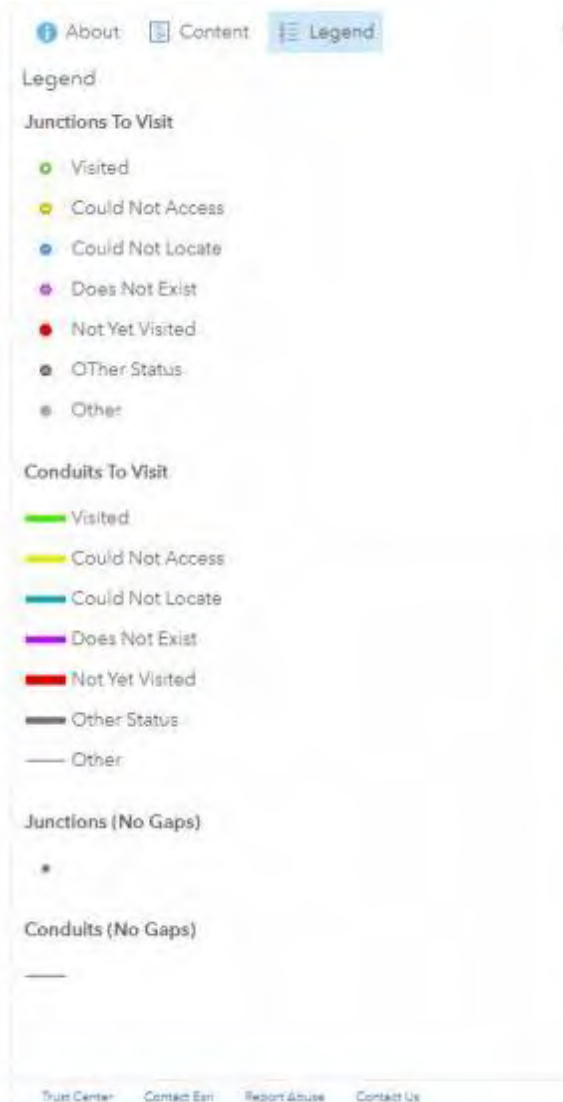 About Content Legend
Legend
Junctions To Visit
Visited
Could Not Access
Could Not Locate
Does Not Exist
Not Yet Visited
OTher Status
Other
Conduits To Visit
Visited
Could Not Access
Could Not Locate
Does Not Exist
Not Yet Visited
Other Status
Other
Junctions (No Gaps)
Conduits (No Gaps)
Trust Center Contact Esri Report Abuse Contact Us